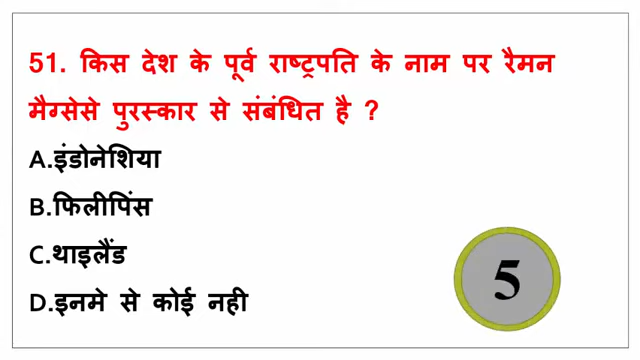 51. किस देश के पूर्व राष्ट्रपति के नाम पर रैमन
मैग्सेसे पुरस्कार से संबंधित है ?
A.इंडोनेशिया
B.फिलीपिंस
C.थाइलैंड
D.इनमे से कोई नही
5